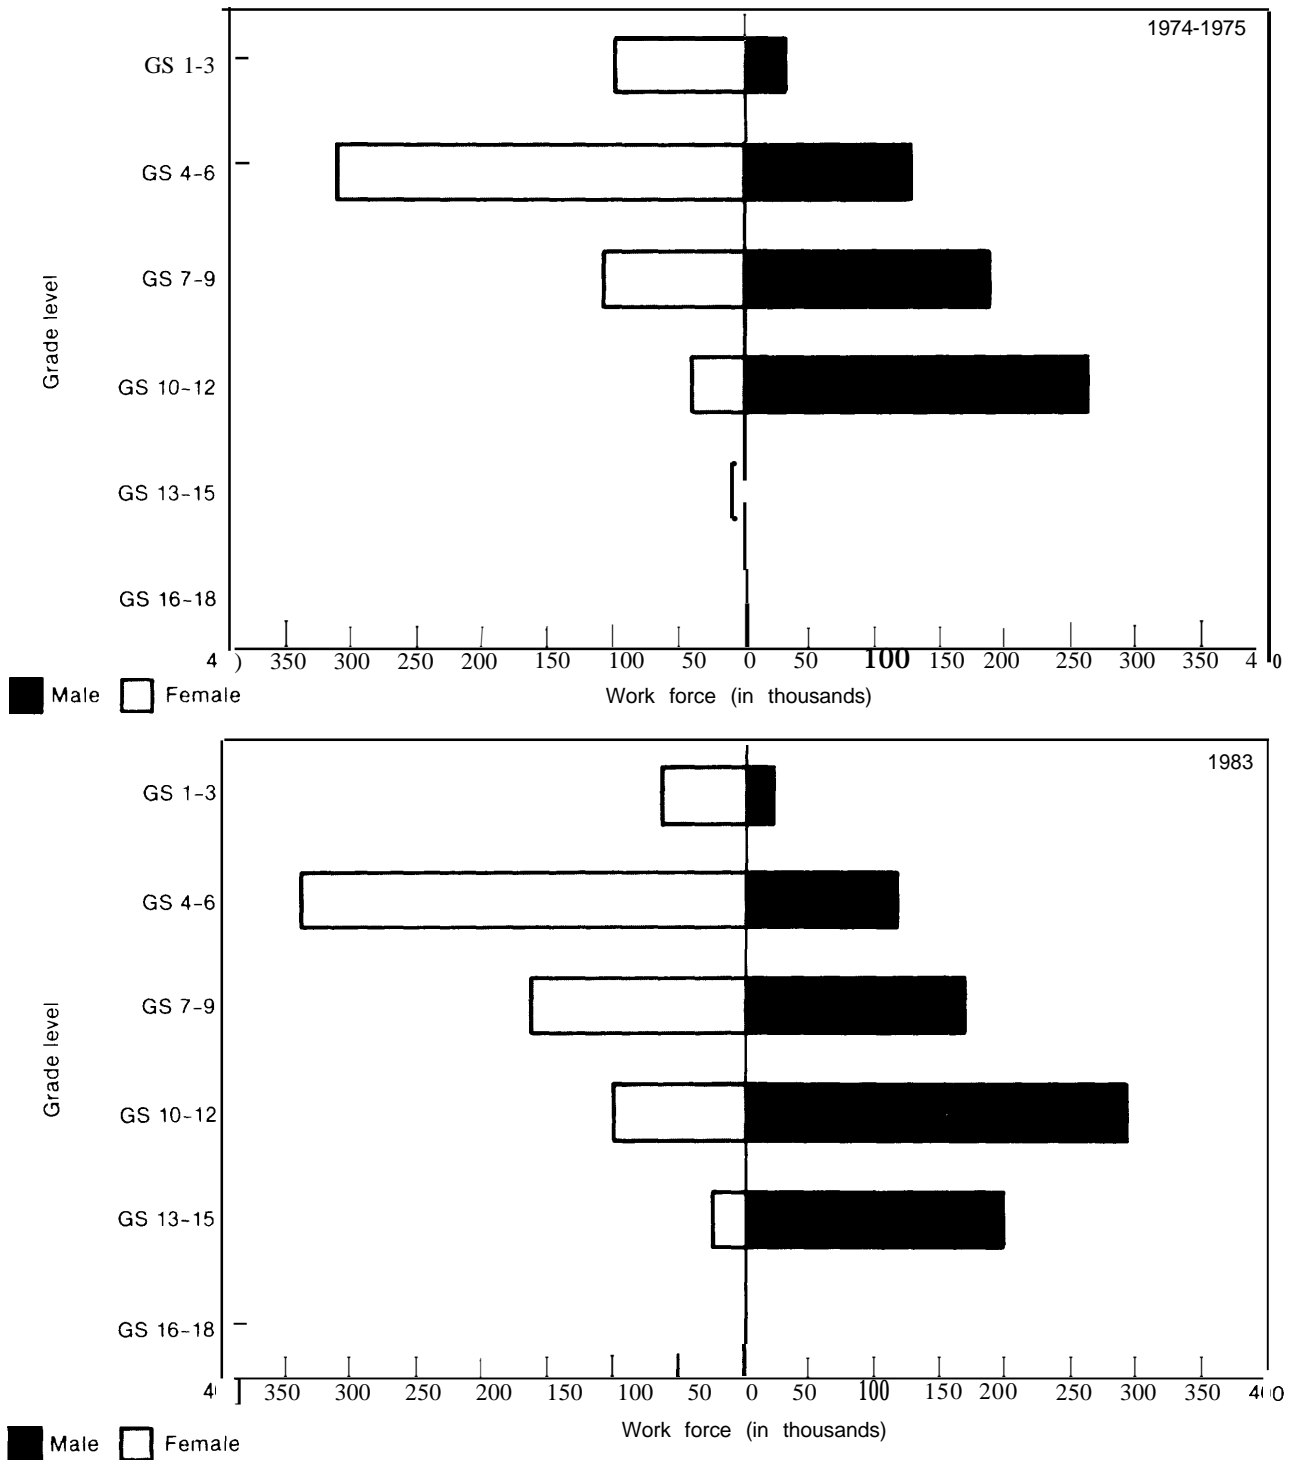 1974-1975
GS 1-3
GS 4-6
GS 7-9
GS 10-12
GS 13-15
GS 16-18
Grade level
4 ) 350 300 250 200 150 100 50 0 50 100 150 200 250 300 350 4 0
Male Female
Work force (in thousands)
1983
GS 1-3
GS 4-6
GS 7-9
GS 10-12
GS 13-15
GS 16-18
Grade level
350 300 250 200 150 100 50 0 50 100 150 200 250 300 350
Work force (in thousands)
Male Female